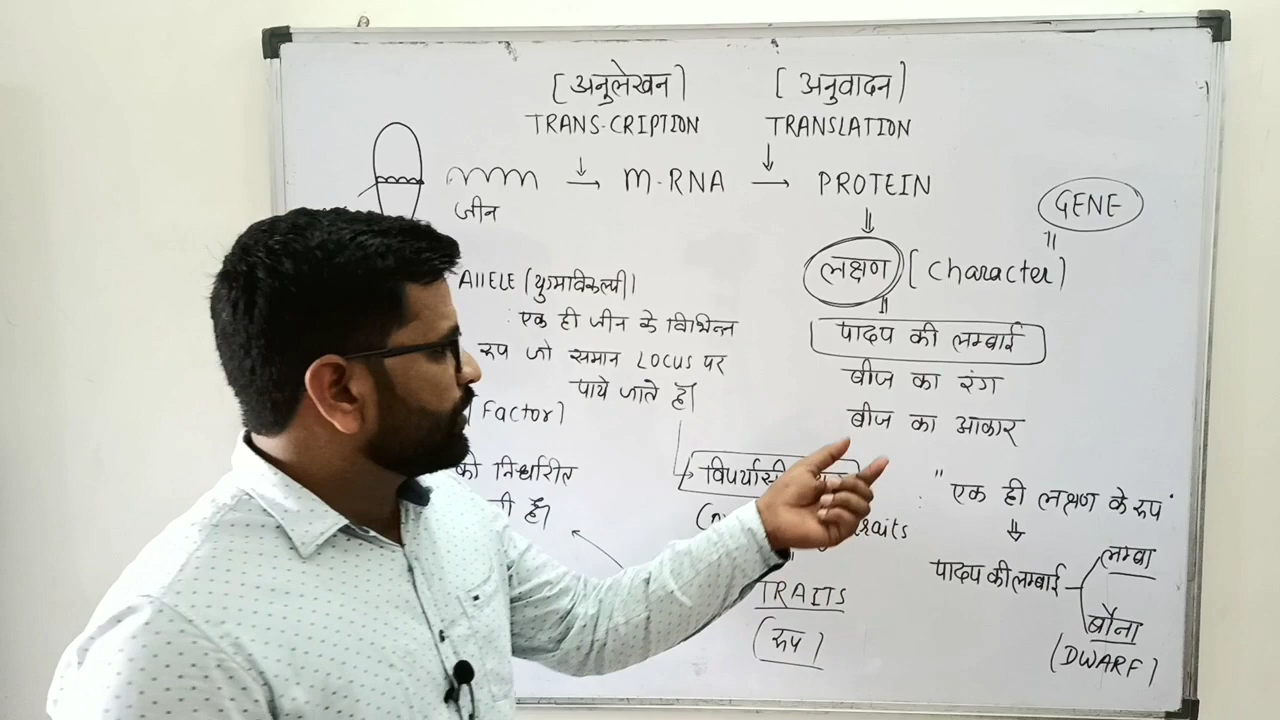 [अनुलेखन] [अनुवादन]
TRANS-CRIPTION TRANSLATION
जीन → M-RNA → PROTEIN
GENE
लक्षण [Character]
AllELE (युग्मविकल्पी)
: एक ही जीन के विभिन्न
रूप जो समान LOCUS पर
पाये जाते हैं।
(Factor)
को निर्धारित
हैं।
पादप की लम्बाई
बीज का रंग
बीज का आकार
"एक ही लक्षण के रूप"
पादप की लम्बाई
लम्बा
बौना
(DWARF)
विपर्यासी
TRAITS
(रूप)